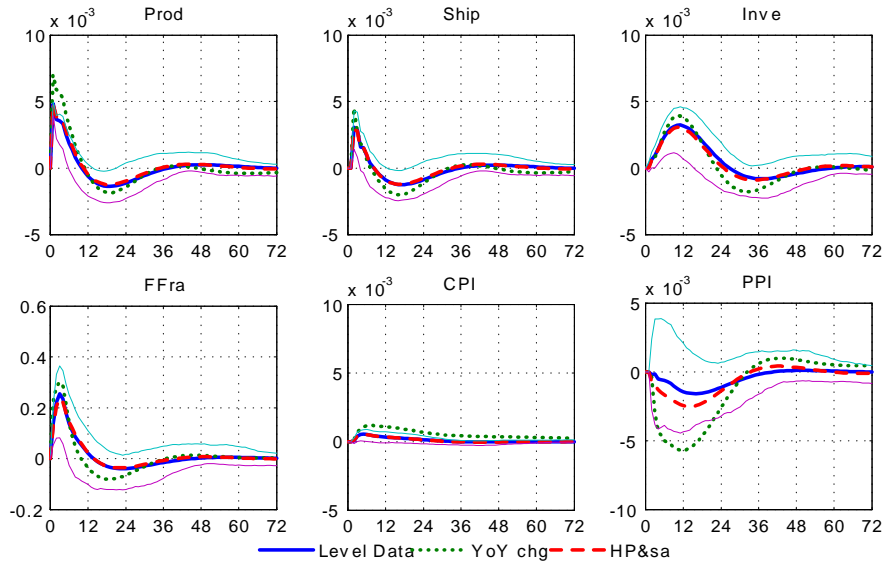 Prod Ship Inve
x 10-3 x 10-3 x 10-3
10 10 10
5 5 5
0 0 0
-5 -5 -5
0 12 24 36 48 60 72 0 12 24 36 48 60 72 0 12 24 36 48 60 72
FFra CPI PPI
x 10-3 x 10-3
0.6 10 5
0.4 5 0
0.2 0 -5
0 -5 -10
-0.2
0 12 24 36 48 60 72 0 12 24 36 48 60 72 0 12 24 36 48 60 72
Level Data YoY chg HP&sa